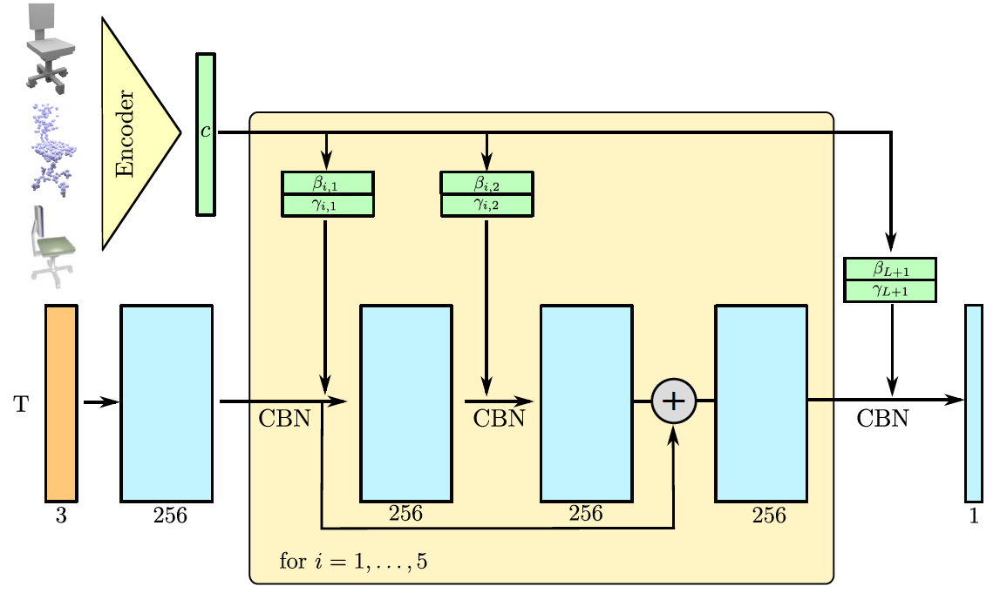 Encoder
c
β_{i,1}
γ_{i,1}
β_{i,2}
γ_{i,2}
β_{L+1}
γ_{L+1}
T
CBN
CBN
CBN
+
3
256
256
256
256
1
for i = 1, . . . , 5